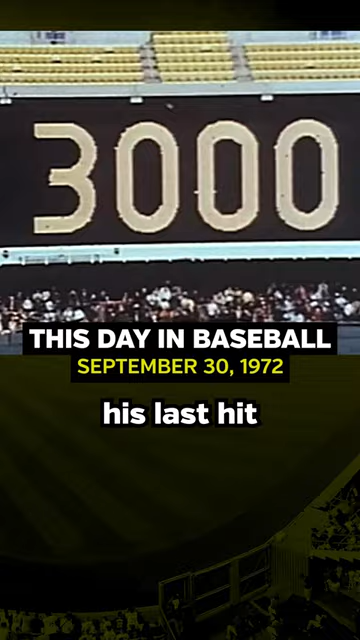 3000
THIS DAY IN BASEBALL
SEPTEMBER 30, 1972
his last hit